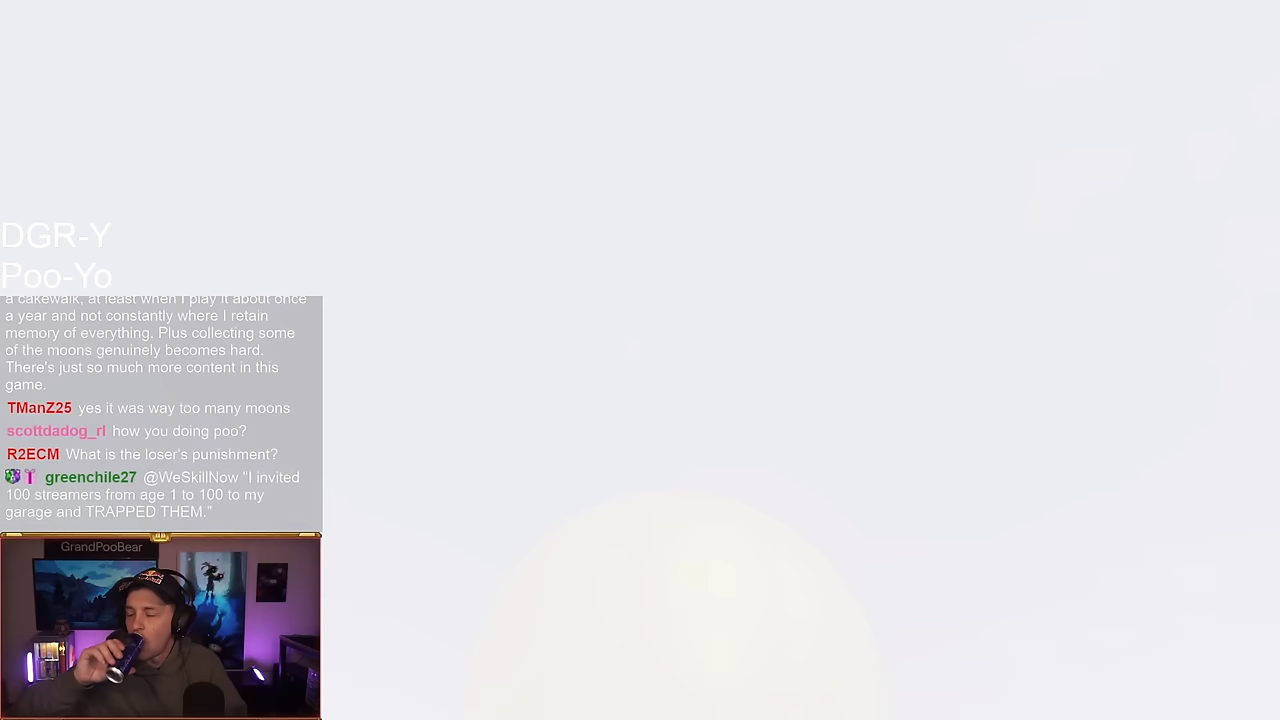 DGR-Y
Poo-Yo
a cakewalk, at least when I play it about once
a year and not constantly where I retain
memory of everything. Plus collecting some
of the moons genuinely becomes hard.
There's just so much more content in this
game.
TManZ25 yes it was way too many moons
scottdadog_rl how you doing poo?
R2ECM What is the loser's punishment?
greenchile27 @WeSkillNow "I invited
100 streamers from age 1 to 100 to my
garage and TRAPPED THEM."
GrandPooBear